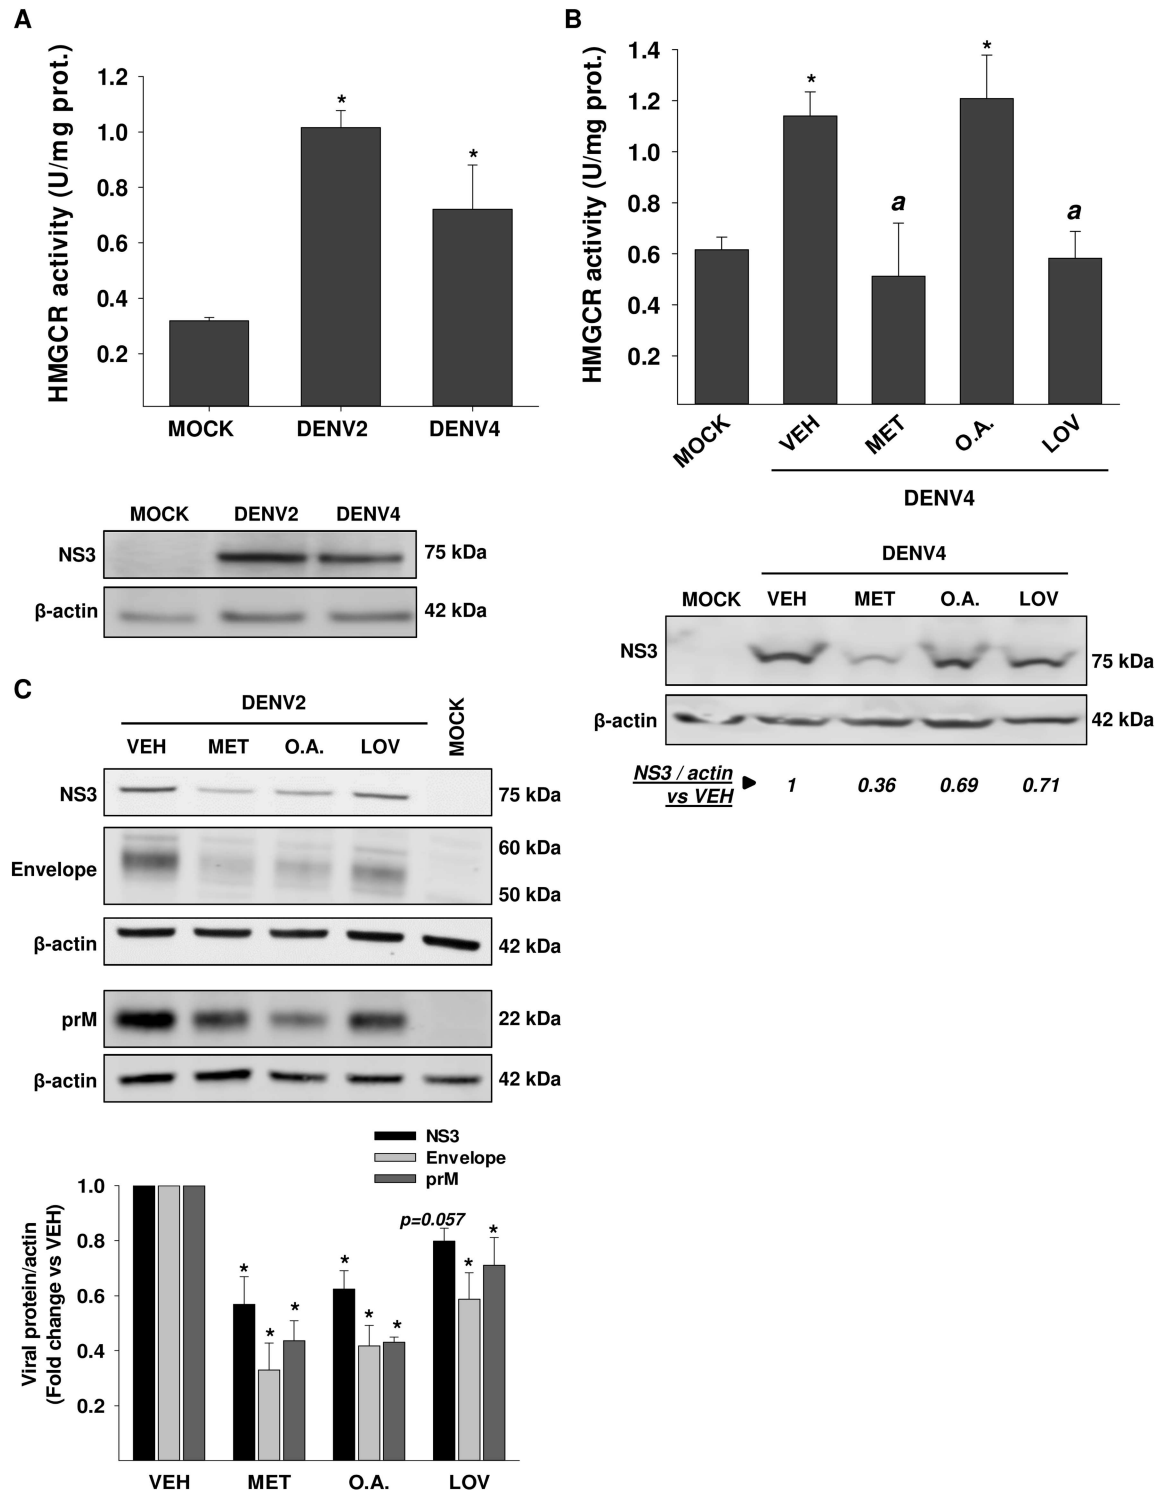 A
HMGCR activity (U/mg prot.)
1.2
1.0
0.8
0.6
0.4
0.2
*
*
MOCK
DENV2
DENV4
MOCK
DENV2
DENV4
NS3
75 kDa
β-actin
42 kDa
B
HMGCR activity (U/mg prot.)
1.4
1.2
1.0
0.8
0.6
0.4
0.2
*
a
*
a
MOCK
VEH
MET
O.A.
LOV
DENV4
DENV4
MOCK
VEH
MET
O.A.
LOV
NS3
75 kDa
β-actin
42 kDa
NS3 / actin
vs VEH
1
0.36
0.69
0.71
C
DENV2
VEH
MET
O.A.
LOV
MOCK
NS3
75 kDa
Envelope
60 kDa
50 kDa
β-actin
42 kDa
prM
22 kDa
β-actin
42 kDa
NS3
Envelope
prM
Viral protein/actin
(Fold change vs VEH)
1.0
0.8
0.6
0.4
0.2
*
*
*
*
*
*
p=0.057
*
*
VEH
MET
O.A.
LOV